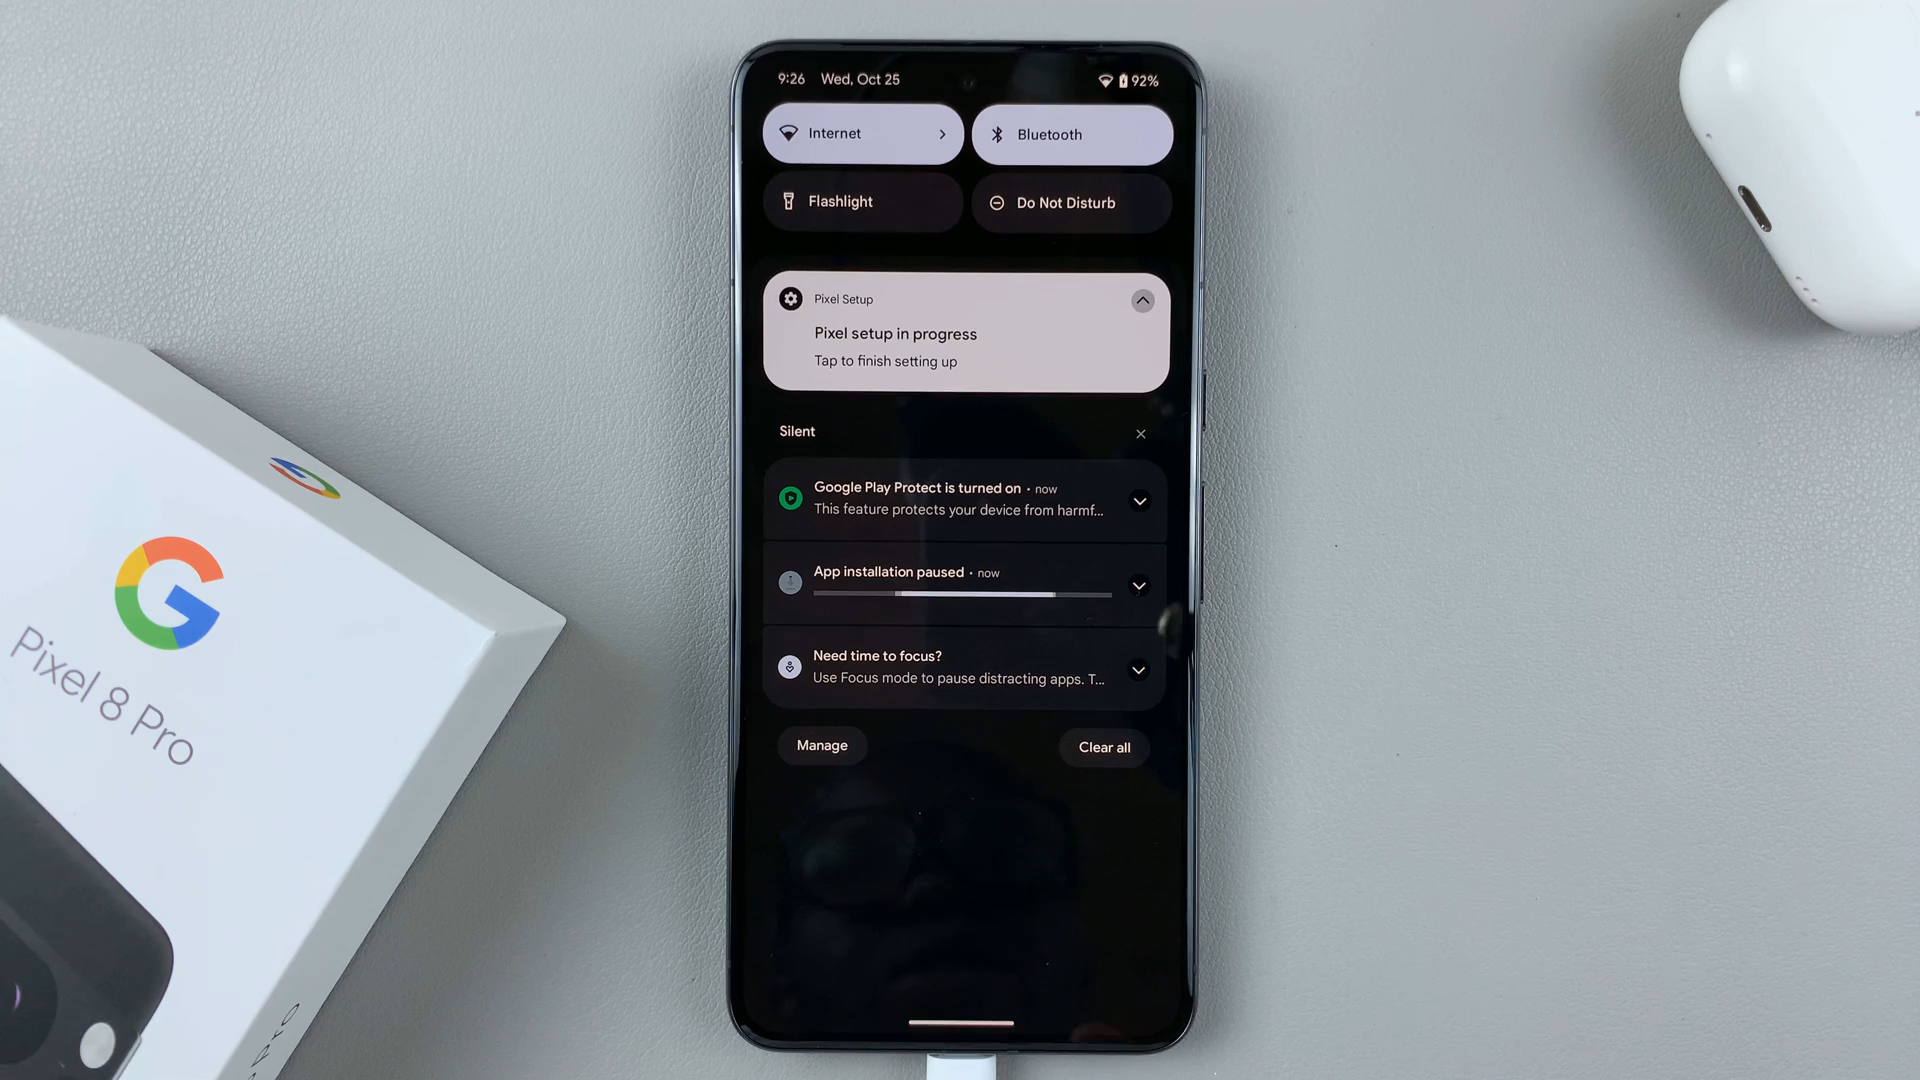 9:26 Wed, Oct 25 92%
Internet Bluetooth
Flashlight Do Not Disturb
Pixel Setup
Pixel setup in progress
Tap to finish setting up
Silent
Google Play Protect is turned on • now
This feature protects your device from harmf...
App installation paused • now
Need time to focus?
Use Focus mode to pause distracting apps. T...
Manage Clear all
G
Pixel 8 Pro